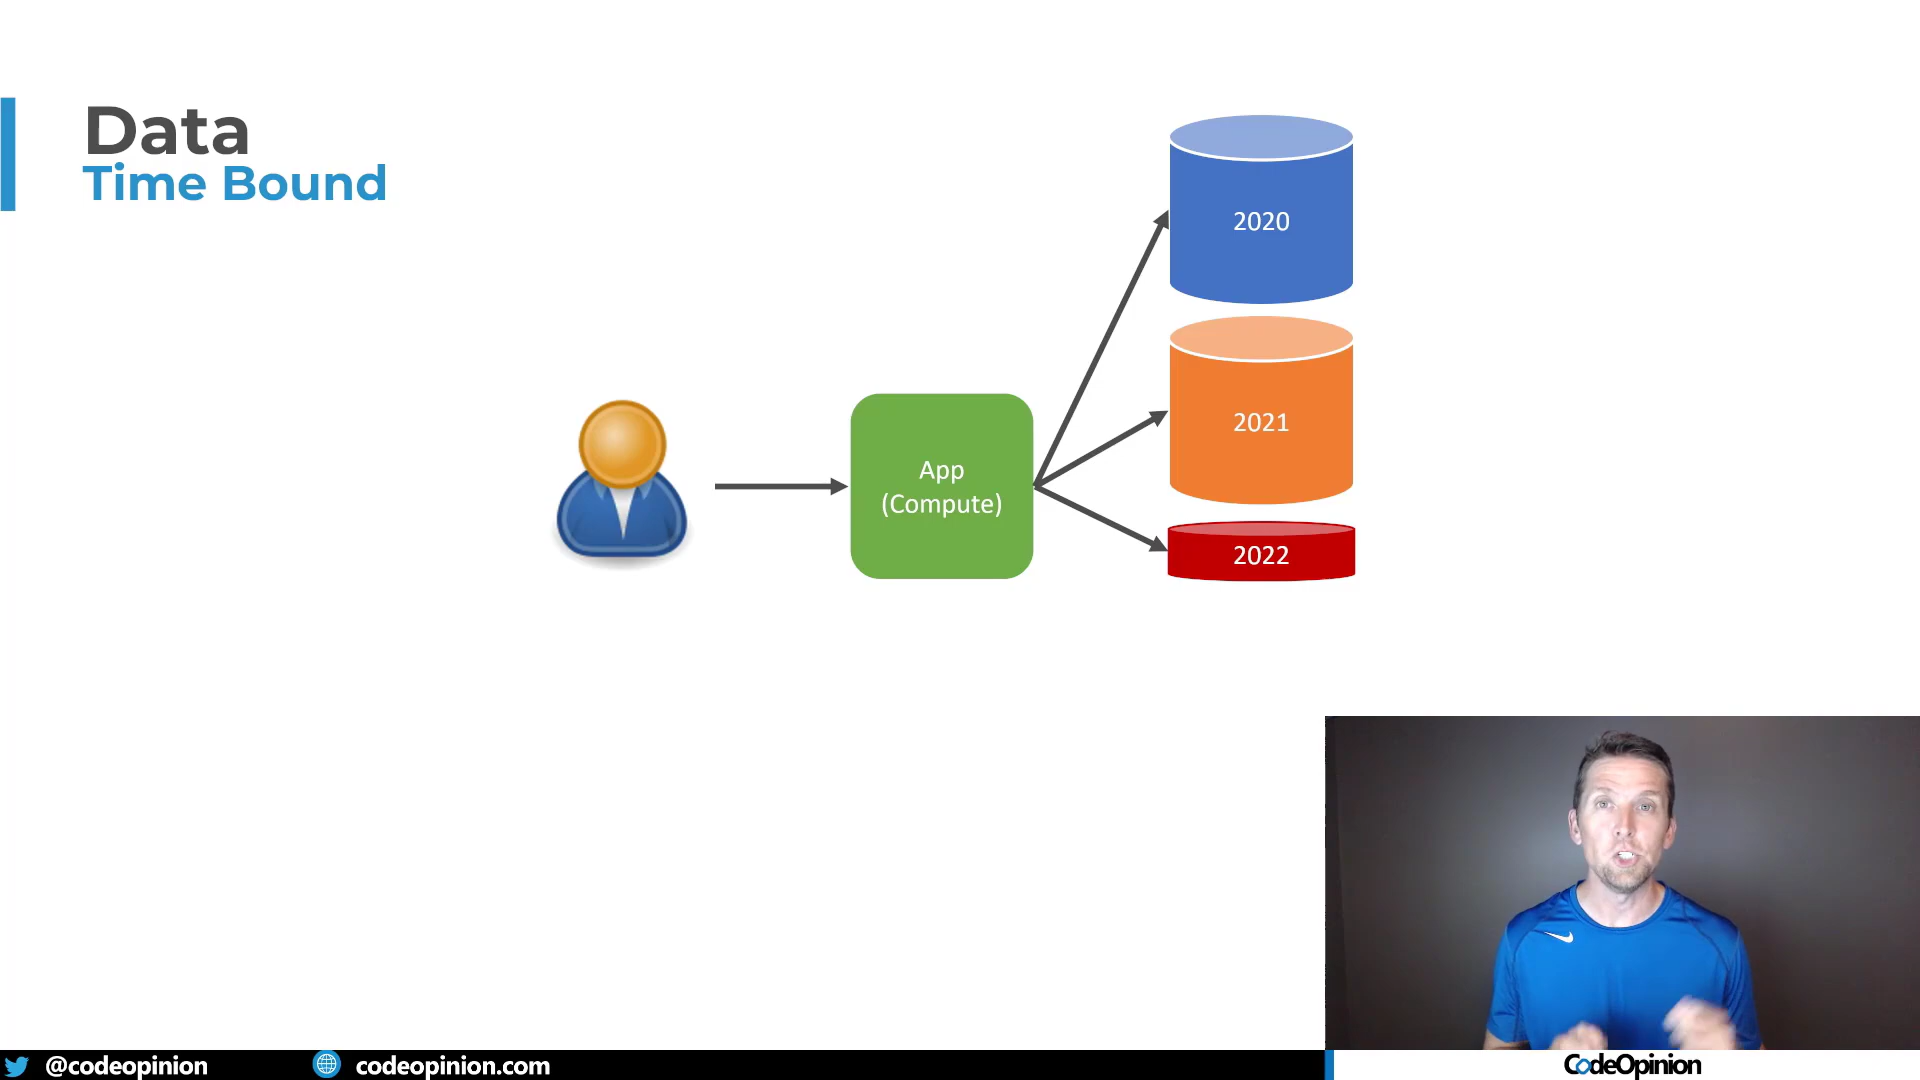 Data
Time Bound
2020
2021
App
(Compute)
2022
@codeopinion
codeopinion.com
CodeOpinion